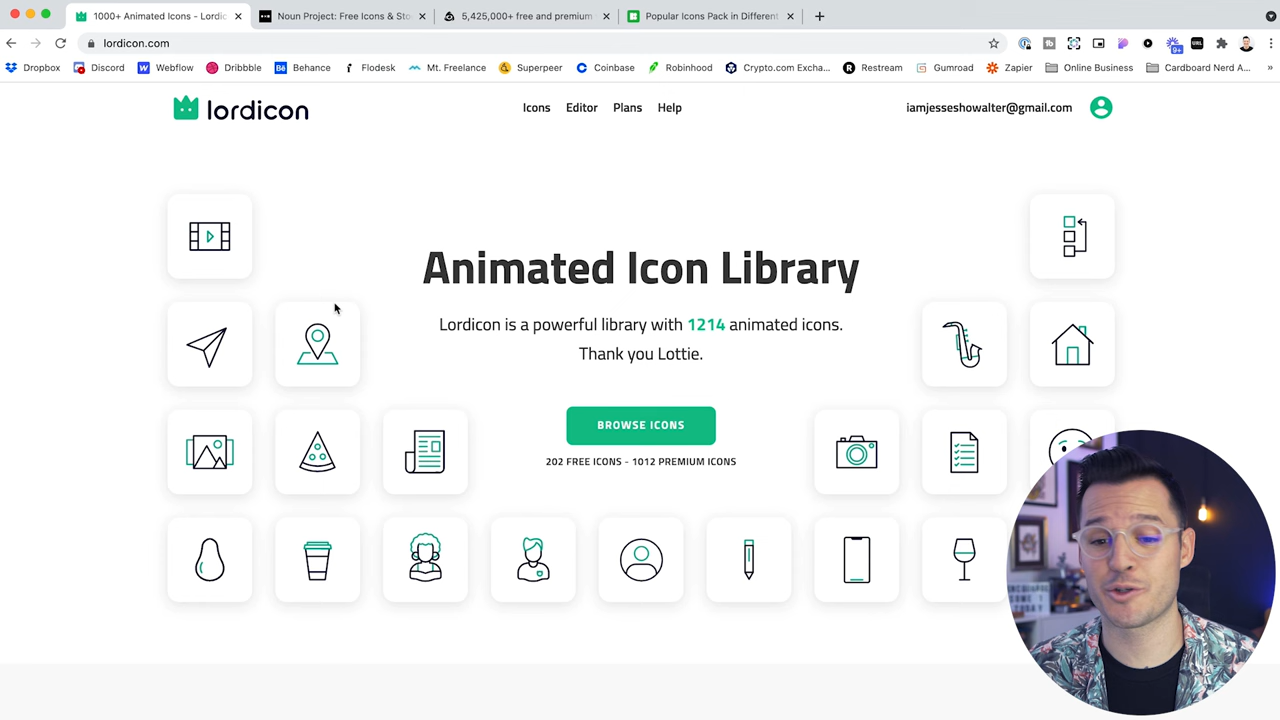 1000+ Animated Icons - Lordic
Noun Project: Free Icons & Sto
5,425,000+ free and premium
Popular Icons Pack in Different
lordicon.com
9+
Dropbox
Discord
Webflow
Dribbble
Behance
Flodesk
Mt. Freelance
Superpeer
Coinbase
Robinhood
Crypto.com Excha...
Restream
Gumroad
Zapier
Online Business
Cardboard Nerd A...
»
lordicon
Icons
Editor
Plans
Help
iamjesseshowalter@gmail.com
Animated Icon Library
Lordicon is a powerful library with 1214 animated icons.
Thank you Lottie.
BROWSE ICONS
202 FREE ICONS - 1012 PREMIUM ICONS